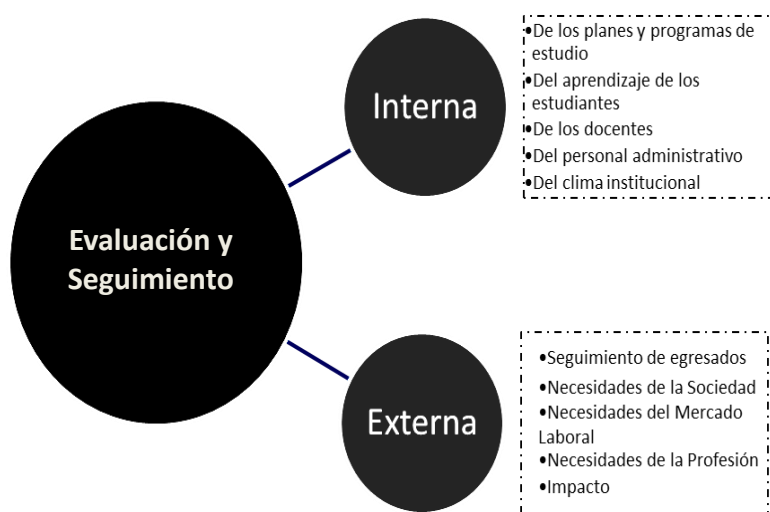 Evaluación y
Seguimiento
Interna
•De los planes y programas de
estudio
•Del aprendizaje de los
estudiantes
•De los docentes
•Del personal administrativo
•Del clima institucional
Externa
•Seguimiento de egresados
•Necesidades de la Sociedad
•Necesidades del Mercado
Laboral
•Necesidades de la Profesión
•Impacto